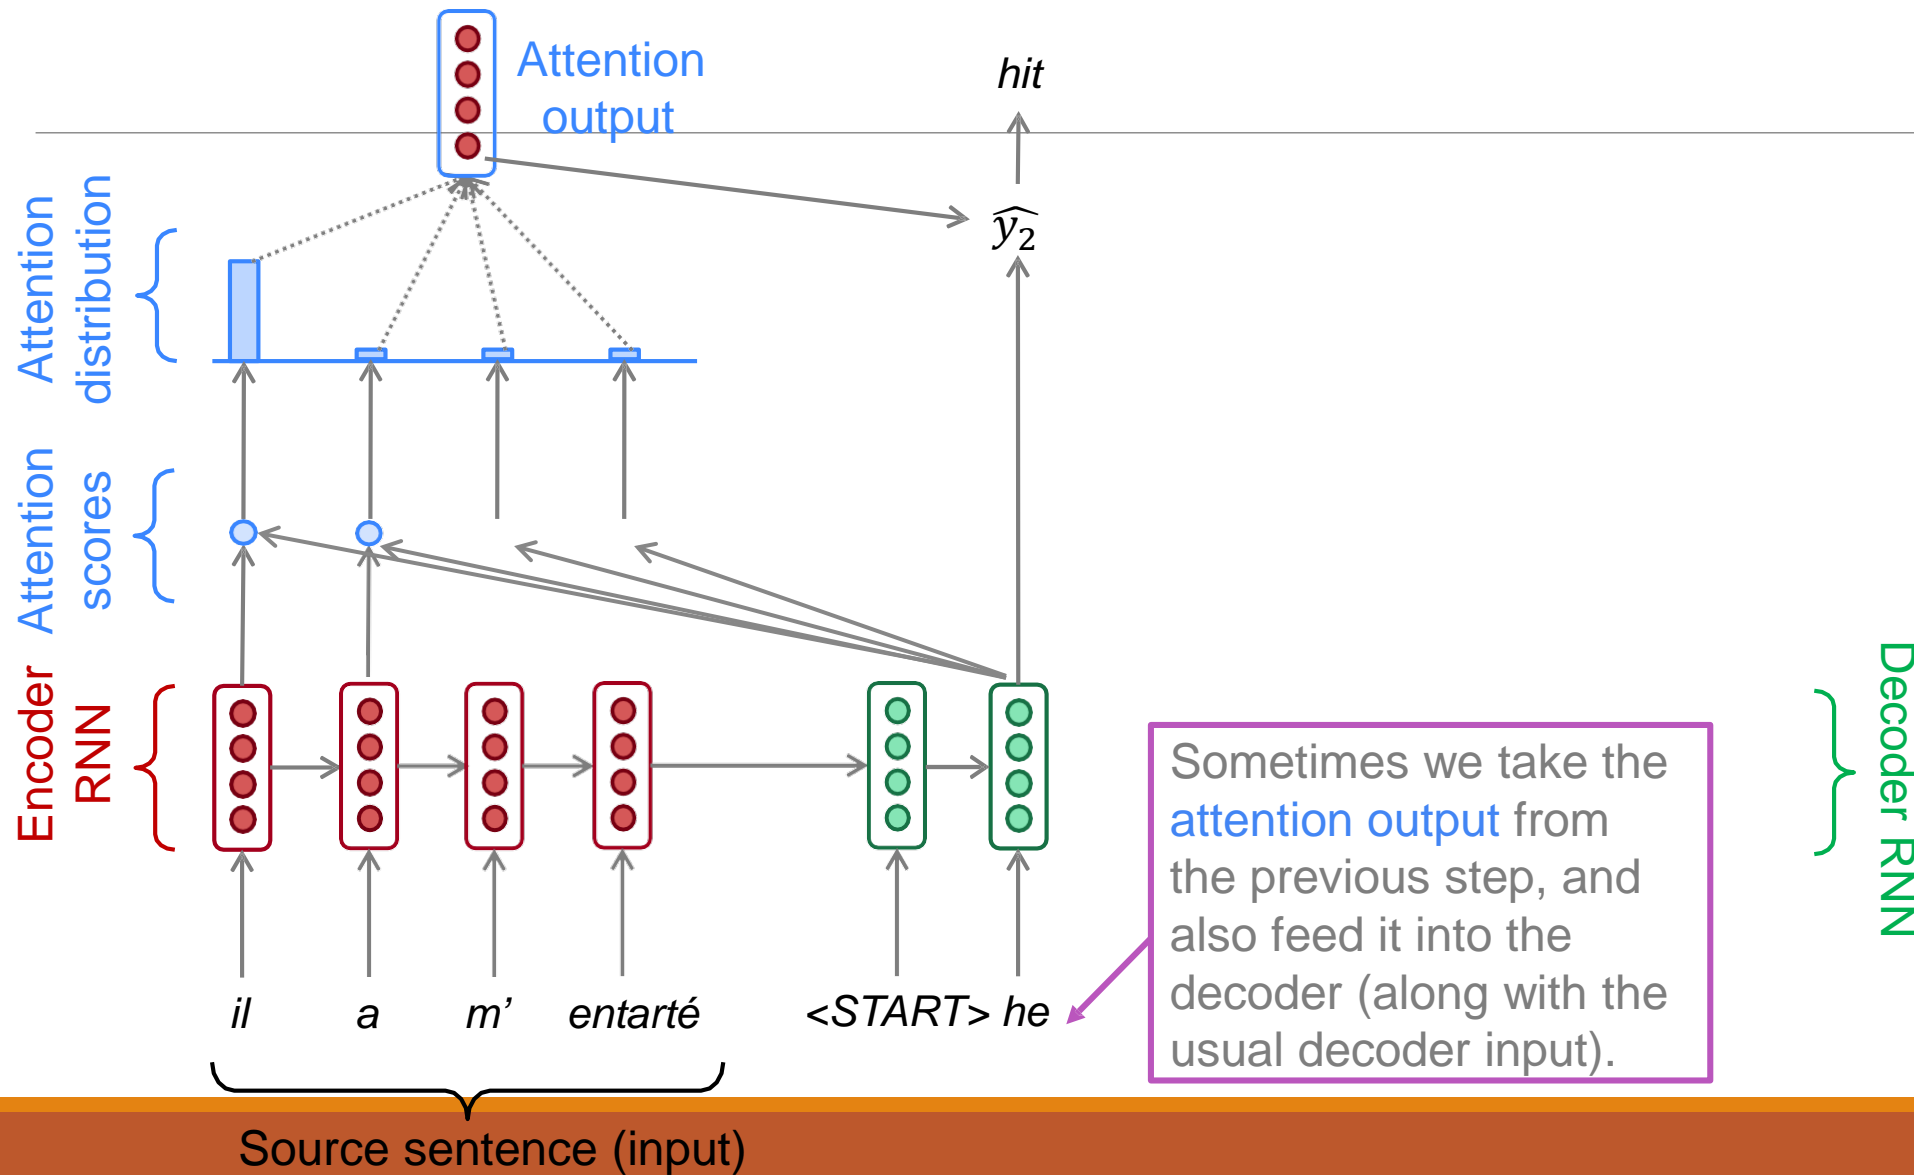 Attention
output
hit
Attention
distribution
ŷ₂
Attention
scores
Encoder
RNN
Decoder RNN
Sometimes we take the
attention output from
the previous step, and
also feed it into the
decoder (along with the
usual decoder input).
il a m’ entarté <START> he
Source sentence (input)